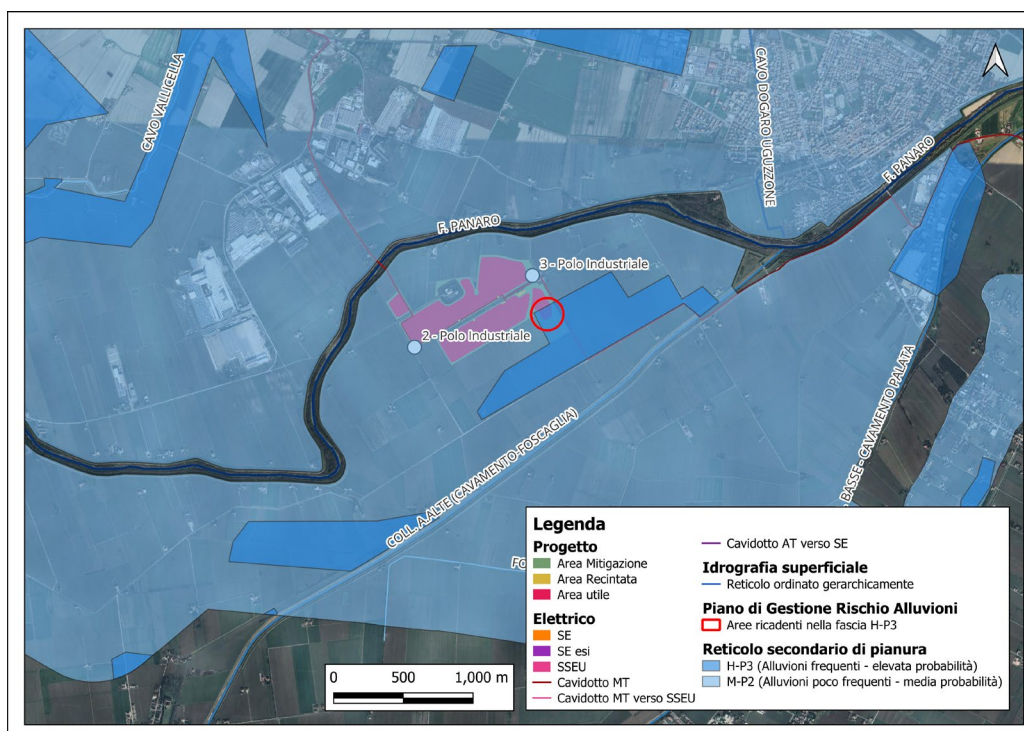 CAVO VALLICELLA
CAVO DOGARO UGUZZONE
F. PANARO
F. PANARO
3 - Polo Industriale
2 - Polo Industriale
BASSE - CAVAMENTO PALATA
COLL. A.ALTE (CAVAMENTO-FOSCAGLIA)
Fo
Legenda
Progetto
Area Mitigazione
Area Recintata
Area utile
Elettrico
SE
SE esi
SSEU
Cavidotto MT
Cavidotto MT verso SSEU
Cavidotto AT verso SE
Idrografia superficiale
Reticolo ordinato gerarchicamente
Piano di Gestione Rischio Alluvioni
Aree ricadenti nella fascia H-P3
Reticolo secondario di pianura
H-P3 (Alluvioni frequenti - elevata probabilità)
M-P2 (Alluvioni poco frequenti - media probabilità)
0 500 1,000 m